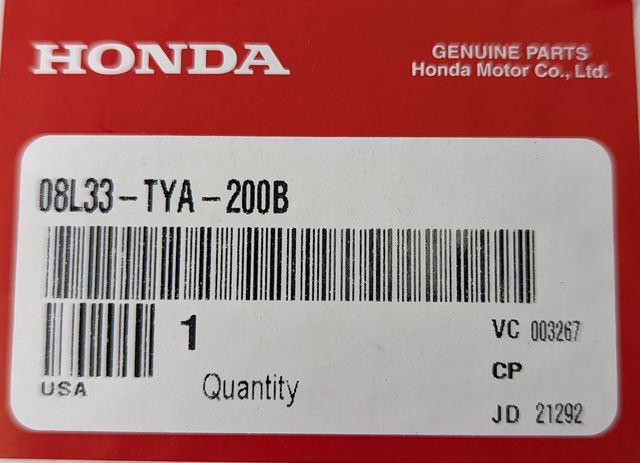 HONDA
GENUINE PARTS
Honda Motor Co., Ltd.
08L33-TYA-200B
1
VC 003267
CP
USA
Quantity
JD 21292